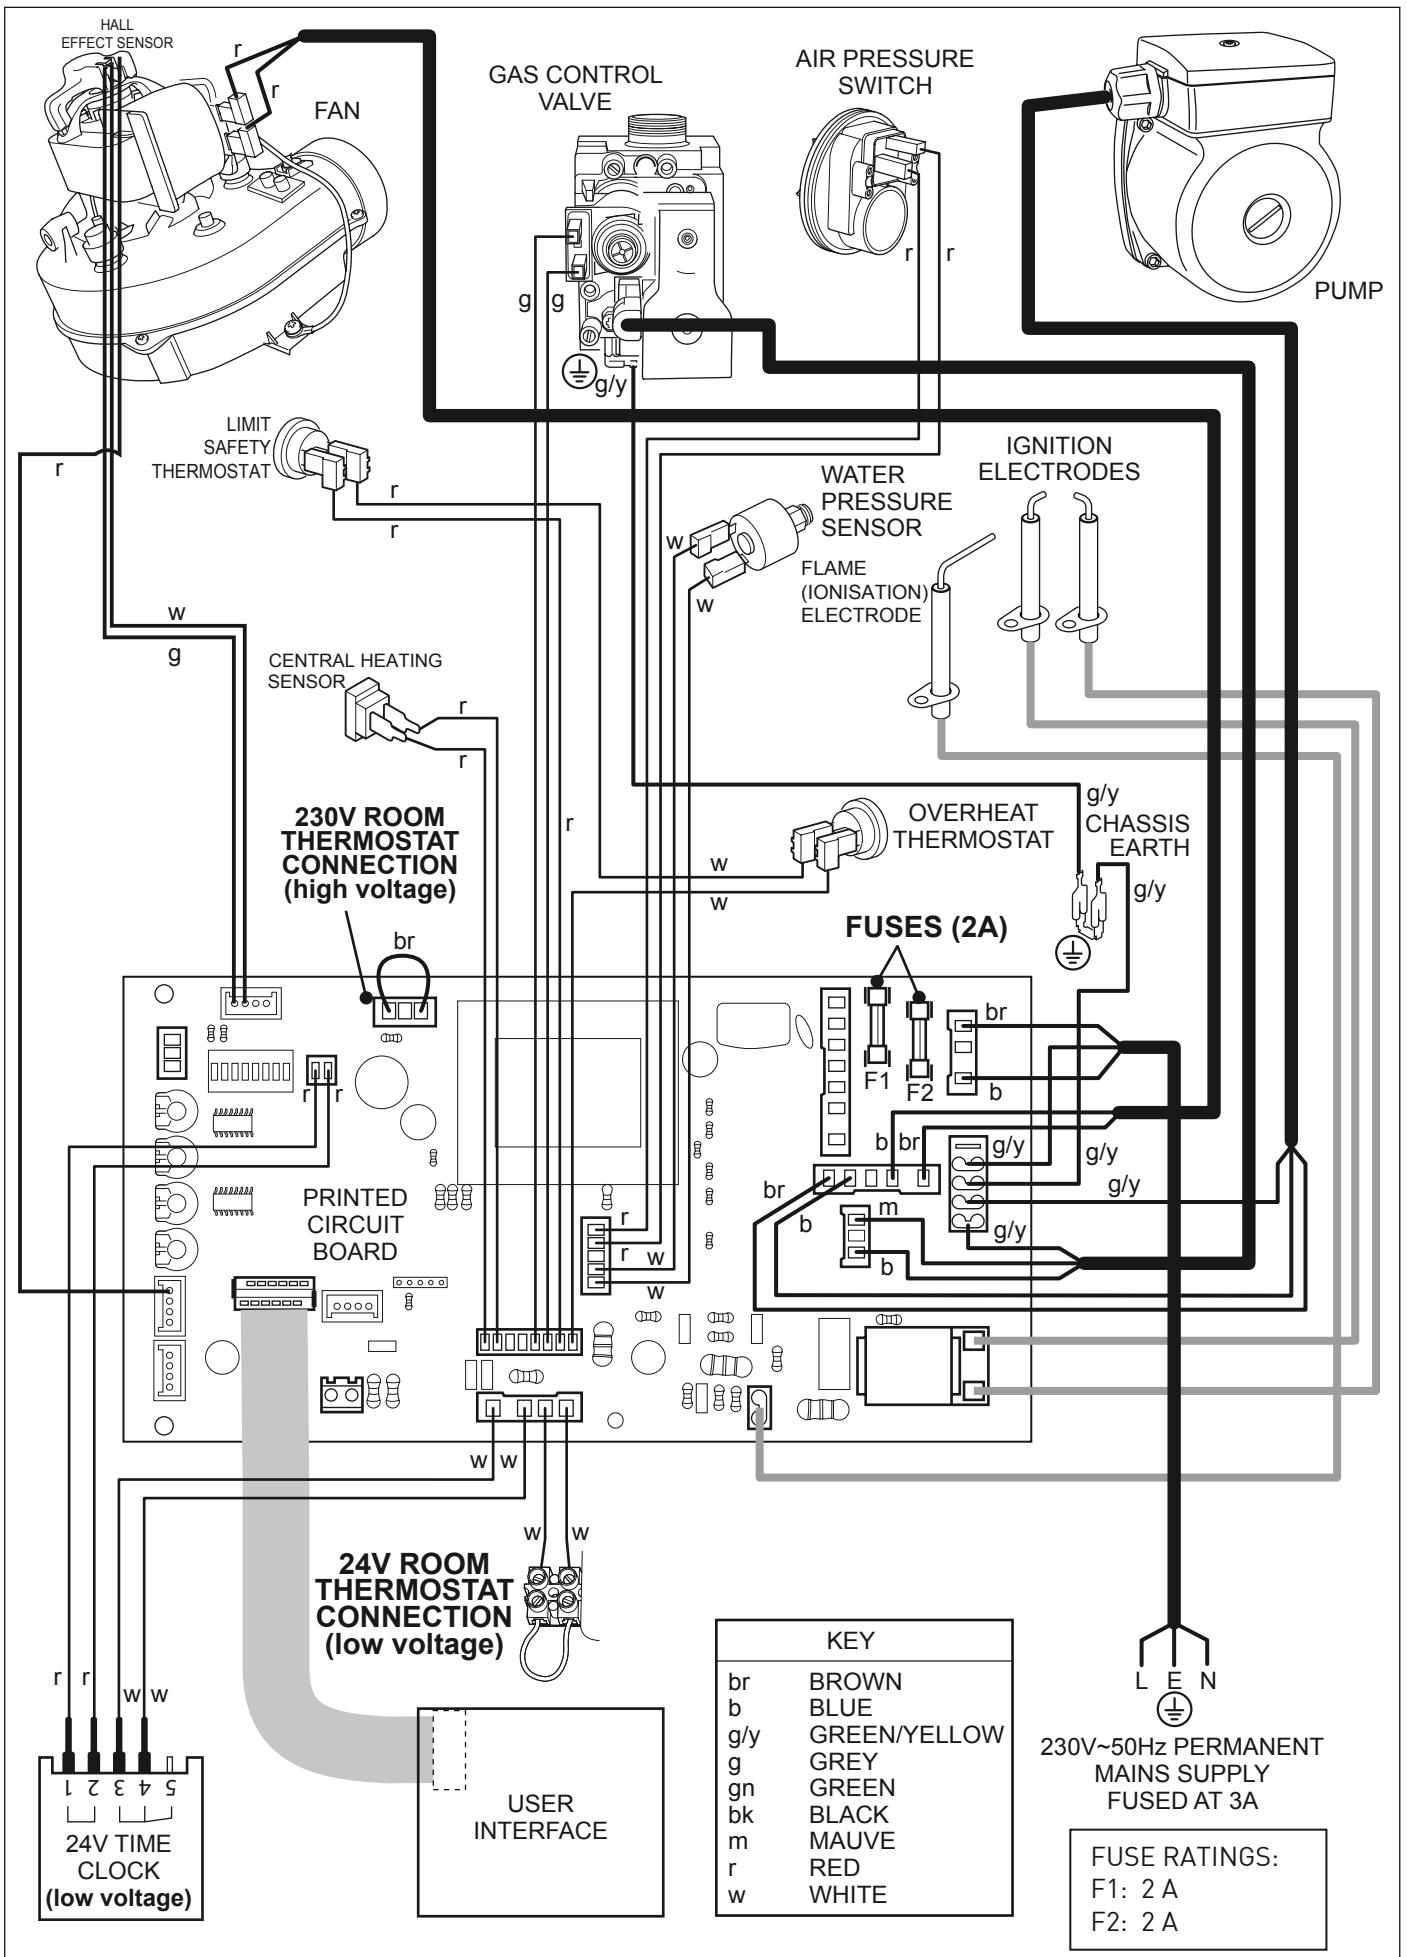 HALL
EFFECT SENSOR
r
r
FAN
GAS CONTROL
VALVE
AIR PRESSURE
SWITCH
PUMP
r
r
g
g
g/y
LIMIT
SAFETY
THERMOSTAT
r
r
r
WATER
PRESSURE
SENSOR
w
w
IGNITION
ELECTRODES
FLAME
(IONISATION)
ELECTRODE
w
g
CENTRAL HEATING
SENSOR
r
r
230V ROOM
THERMOSTAT
CONNECTION
(high voltage)
br
r
OVERHEAT
THERMOSTAT
w
w
g/y
CHASSIS
EARTH
g/y
FUSES (2A)
F1
F2
br
b
r
r
b
br
g/y
g/y
g/y
g/y
br
b
m
b
PRINTED
CIRCUIT
BOARD
r
r
w
w
w
w
w
w
24V ROOM
THERMOSTAT
CONNECTION
(low voltage)
r
r
w
w
1 2 3 4 5
24V TIME
CLOCK
(low voltage)
USER
INTERFACE
KEY
br BROWN
b BLUE
g/y GREEN/YELLOW
g GREY
gn GREEN
bk BLACK
m MAUVE
r RED
w WHITE
L E N
230V~50Hz PERMANENT
MAINS SUPPLY
FUSED AT 3A
FUSE RATINGS:
F1: 2 A
F2: 2 A